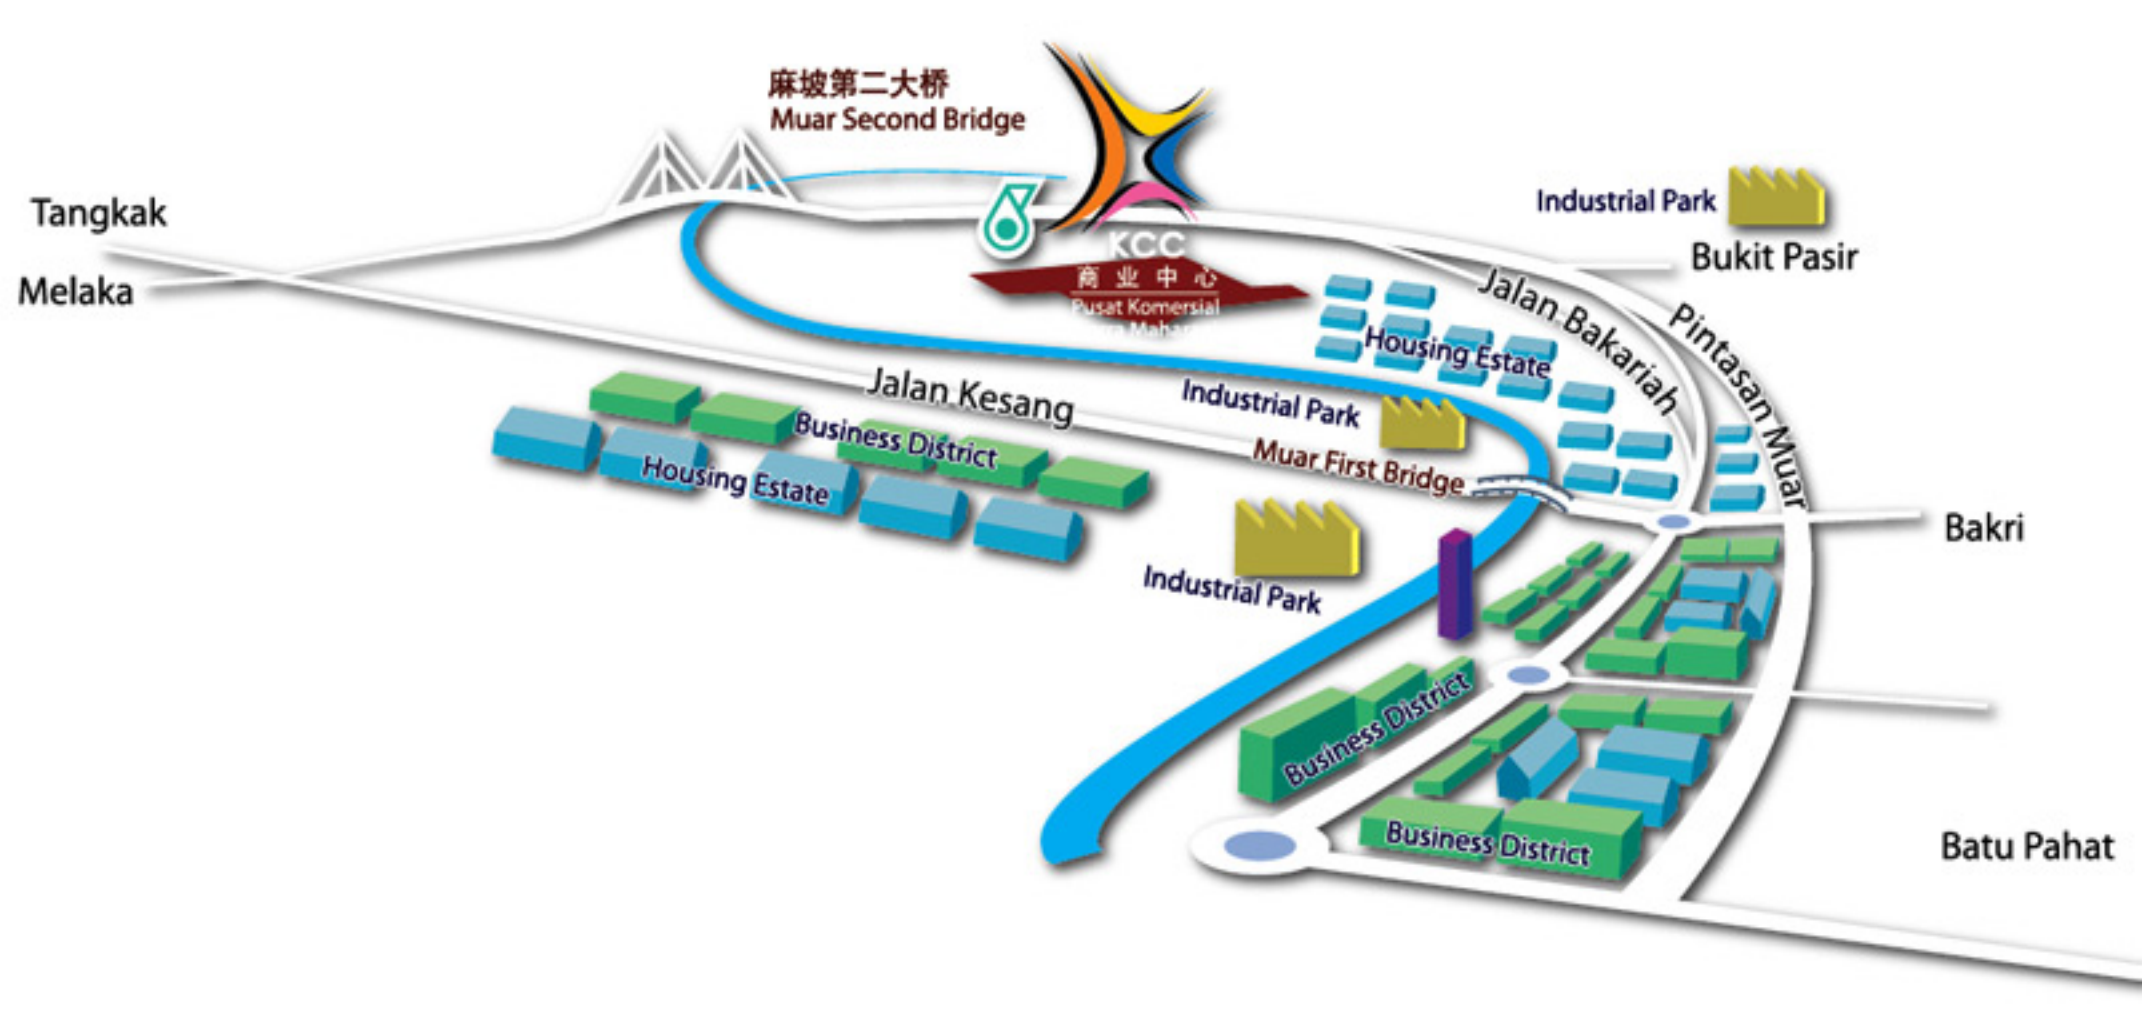 麻坡第二大桥
Muar Second Bridge
Tangkak
Melaka
KCC
商业中心
Pusat Komersial
Industrial Park
Bukit Pasir
Jalan Bakariah
Pintasan Muar
Housing Estate
Jalan Kesang
Industrial Park
Business District
Housing Estate
Muar First Bridge
Bakri
Industrial Park
Business District
Business District
Batu Pahat